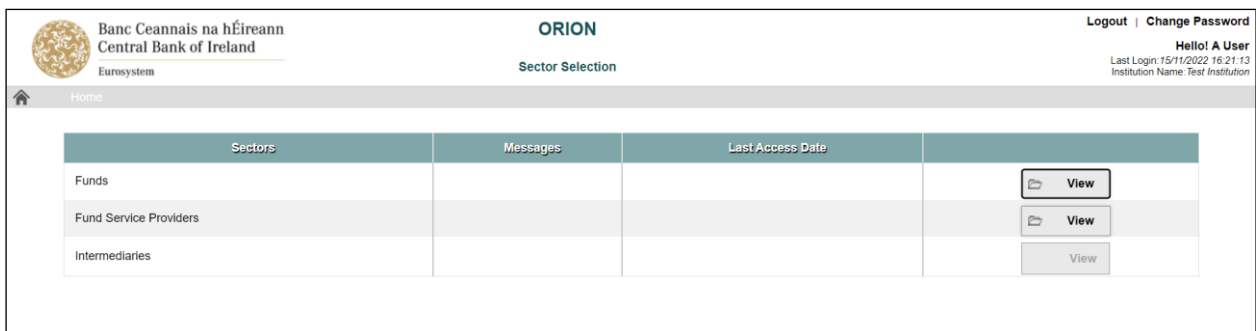 Banc Ceannais na hÉireann
Central Bank of Ireland
Eurosystem
ORION
Sector Selection
Logout | Change Password
Hello! A User
Last Login:15/11/2022 16:21:13
Institution Name:Test Institution
Home
Sectors Messages Last Access Date
Funds View
Fund Service Providers View
Intermediaries View